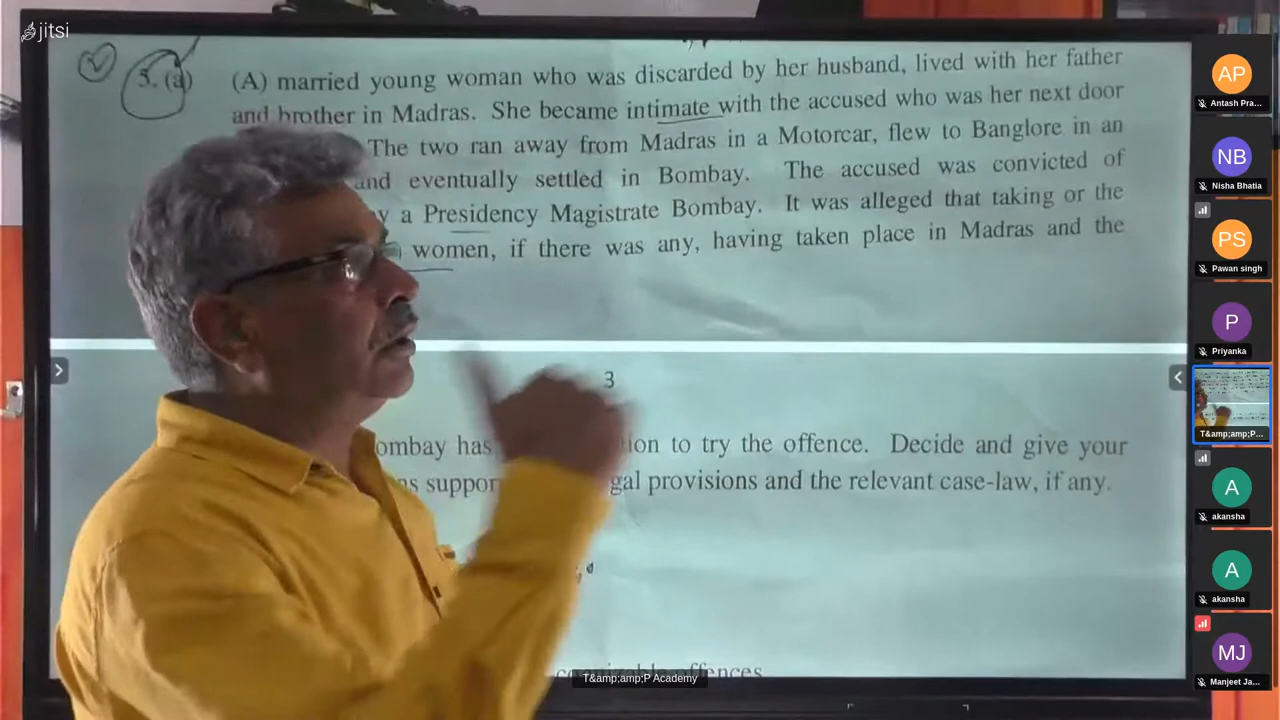 jitsi
5. (a)
(A) married young woman who was discarded by her husband, lived with her father
and brother in Madras. She became intimate with the accused who was her next door
The two ran away from Madras in a Motorcar, flew to Banglore in an
and eventually settled in Bombay. The accused was convicted of
y a Presidency Magistrate Bombay. It was alleged that taking or the
women, if there was any, having taken place in Madras and the
3
ombay has tion to try the offence. Decide and give your
ns suppor gal provisions and the relevant case-law, if any.
cognizable offences
T&amp;amp;P Academy
AP
Antash Pra...
NB
Nisha Bhatia
PS
Pawan singh
P
Priyanka
T&amp;amp;P...
A
akansha
A
akansha
MJ
Manjeet Ja...